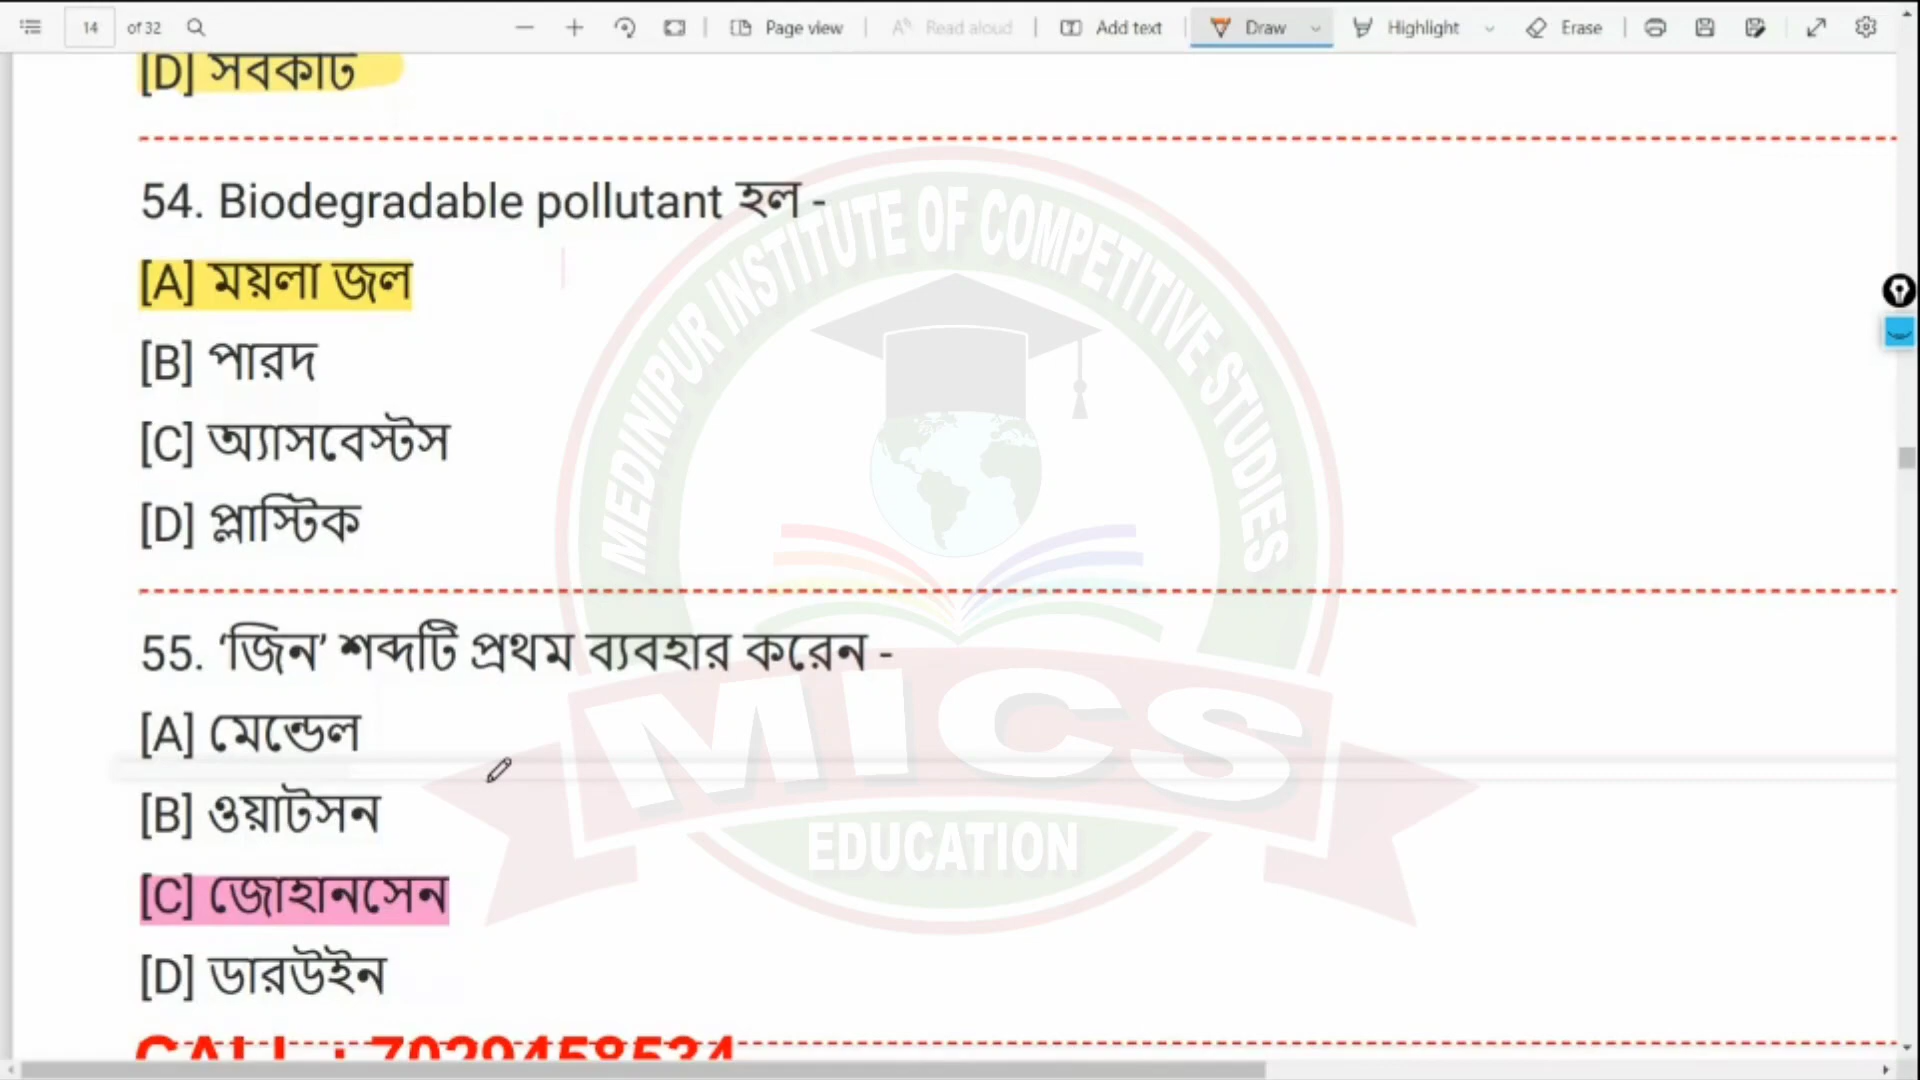 14 of 32 Page view Read aloud Add text Draw Highlight Erase
[D] সবকটি
54. Biodegradable pollutant হল -
[A] ময়লা জল
[B] পারদ
[C] অ্যাসবেস্টস
[D] প্লাস্টিক
55. ‘জিন’ শব্দটি প্রথম ব্যবহার করেন -
[A] মেন্ডেল
[B] ওয়াটসন
[C] জোহানসেন
[D] ডারউইন
CALL : 7029458534
MEDINIPUR INSTITUTE OF COMPETITIVE STUDIES
MICS
EDUCATION